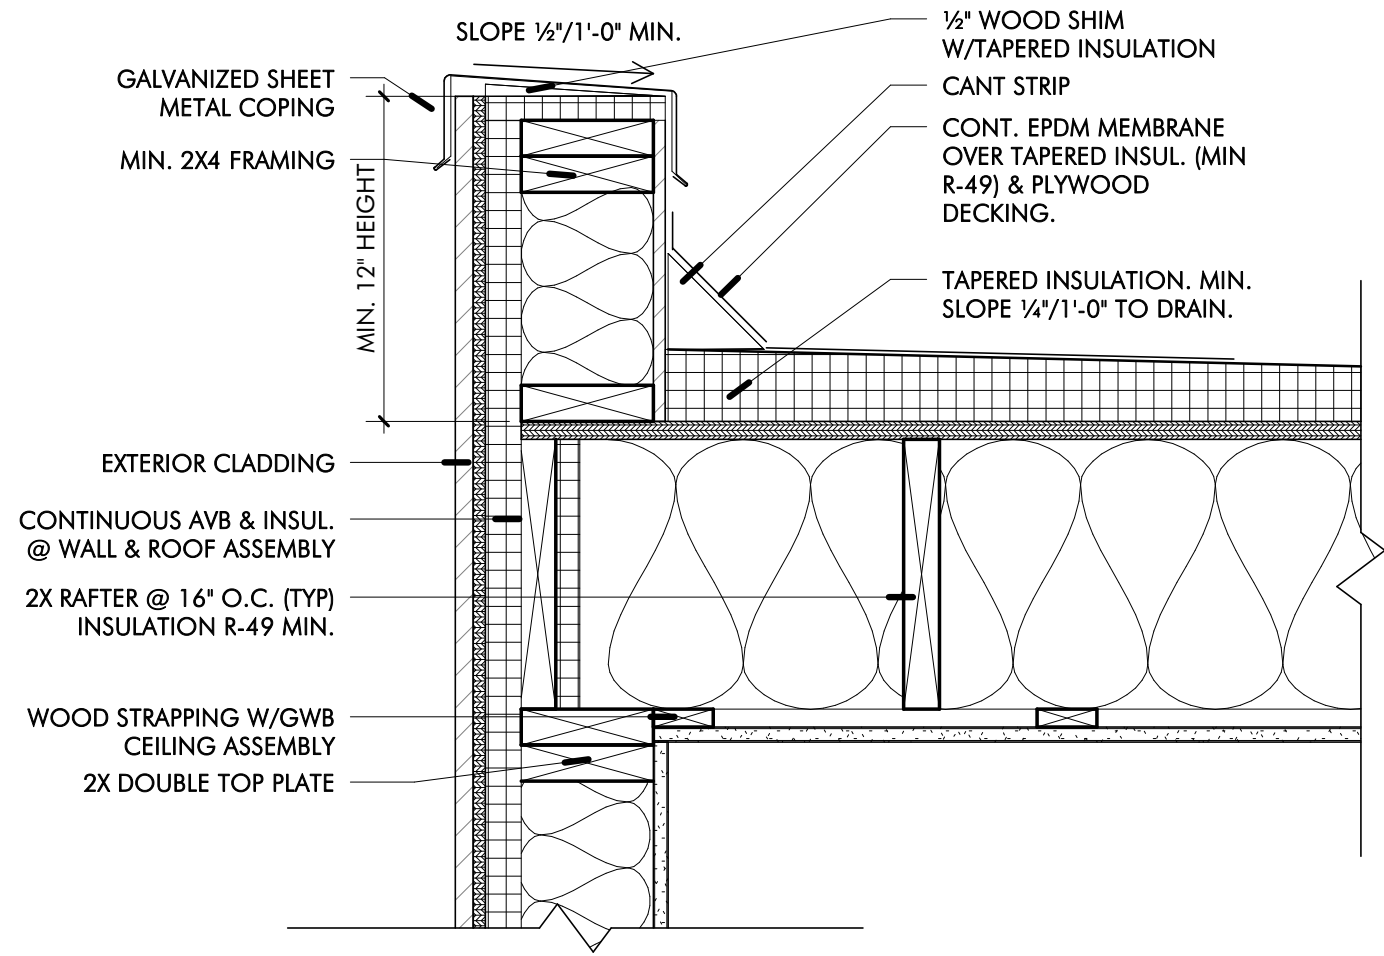 SLOPE ½"/1'-0" MIN.
GALVANIZED SHEET
METAL COPING
MIN. 2X4 FRAMING
MIN. 12" HEIGHT
EXTERIOR CLADDING
CONTINUOUS AVB & INSUL.
@ WALL & ROOF ASSEMBLY
2X RAFTER @ 16" O.C. (TYP)
INSULATION R-49 MIN.
WOOD STRAPPING W/GWB
CEILING ASSEMBLY
2X DOUBLE TOP PLATE
½" WOOD SHIM
W/TAPERED INSULATION
CANT STRIP
CONT. EPDM MEMBRANE
OVER TAPERED INSUL. (MIN
R-49) & PLYWOOD
DECKING.
TAPERED INSULATION. MIN.
SLOPE ¼"/1'-0" TO DRAIN.